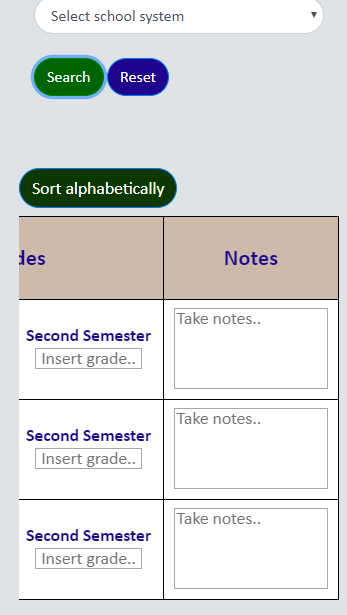 Select school system
Search Reset
Sort alphabetically
des Notes
Second Semester
Insert grade..
Take notes..
Second Semester
Insert grade..
Take notes..
Second Semester
Insert grade..
Take notes..